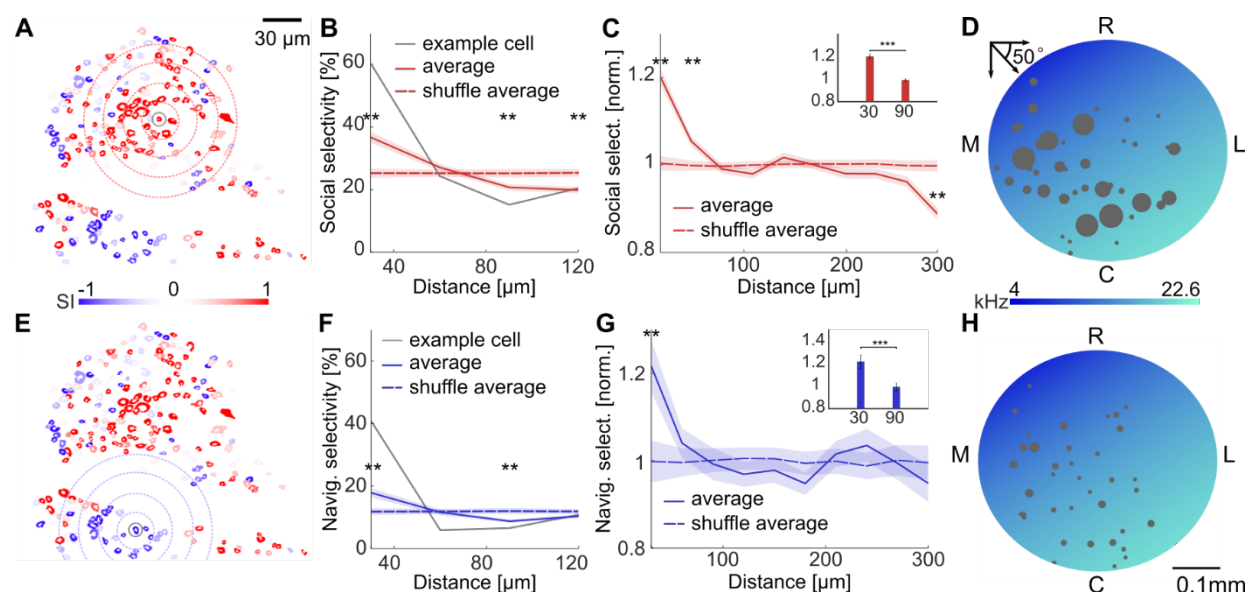 A
30 µm
B
Social selectivity [%]
60
40
20
0
example cell
average
shuffle average
**
**
**
40
80
120
Distance [µm]
C
Social select. [norm.]
1.2
1
0.8
** **
**
1.2
1
0.8
***
30 90
average
shuffle average
100
200
300
Distance [µm]
D
50°
R
M
L
C
SI
-1
0
1
kHz
4
22.6
E
F
Navig. selectivity [%]
60
40
20
0
example cell
average
shuffle average
**
**
40
80
120
Distance [µm]
G
Navig. select. [norm.]
1.2
1
0.8
**
1.4
1.2
1
0.8
***
30 90
average
shuffle average
100
200
300
Distance [µm]
H
R
M
L
C
0.1mm